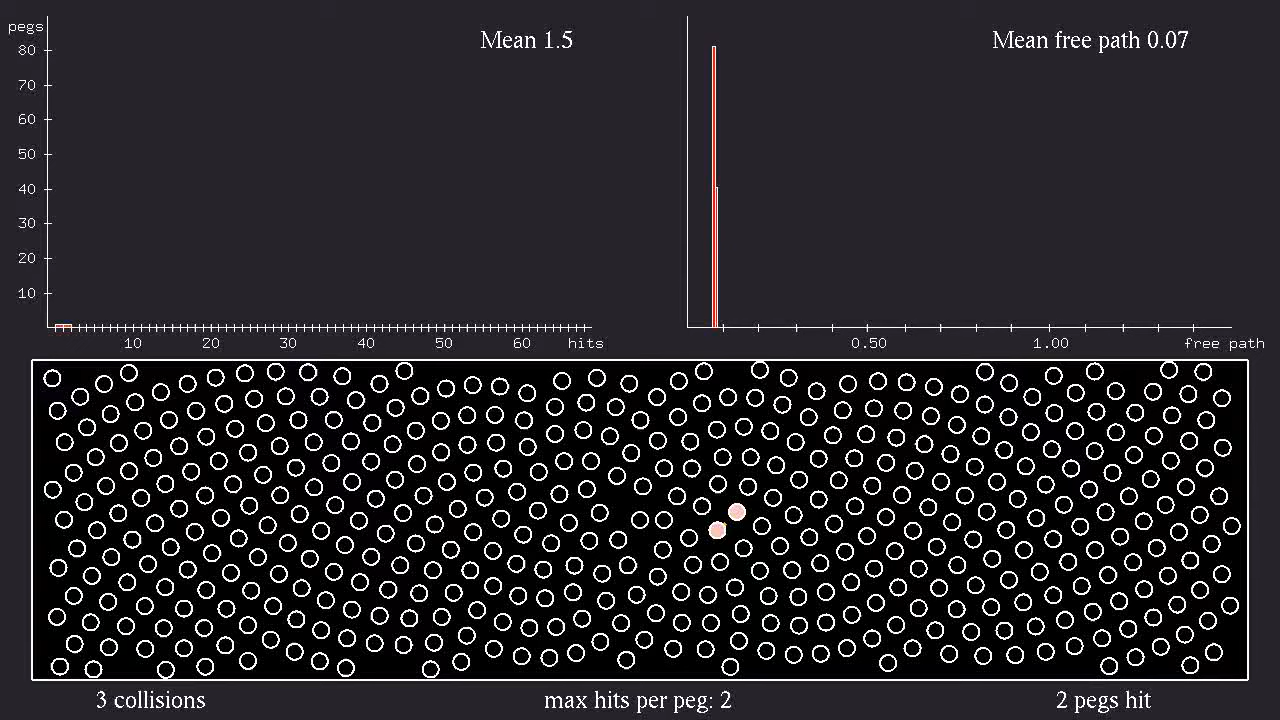 pegs
Mean 1.5
Mean free path 0.07
80
70
60
50
40
30
20
10
10 20 30 40 50 60 hits
0.50 1.00 free path
3 collisions
max hits per peg: 2
2 pegs hit